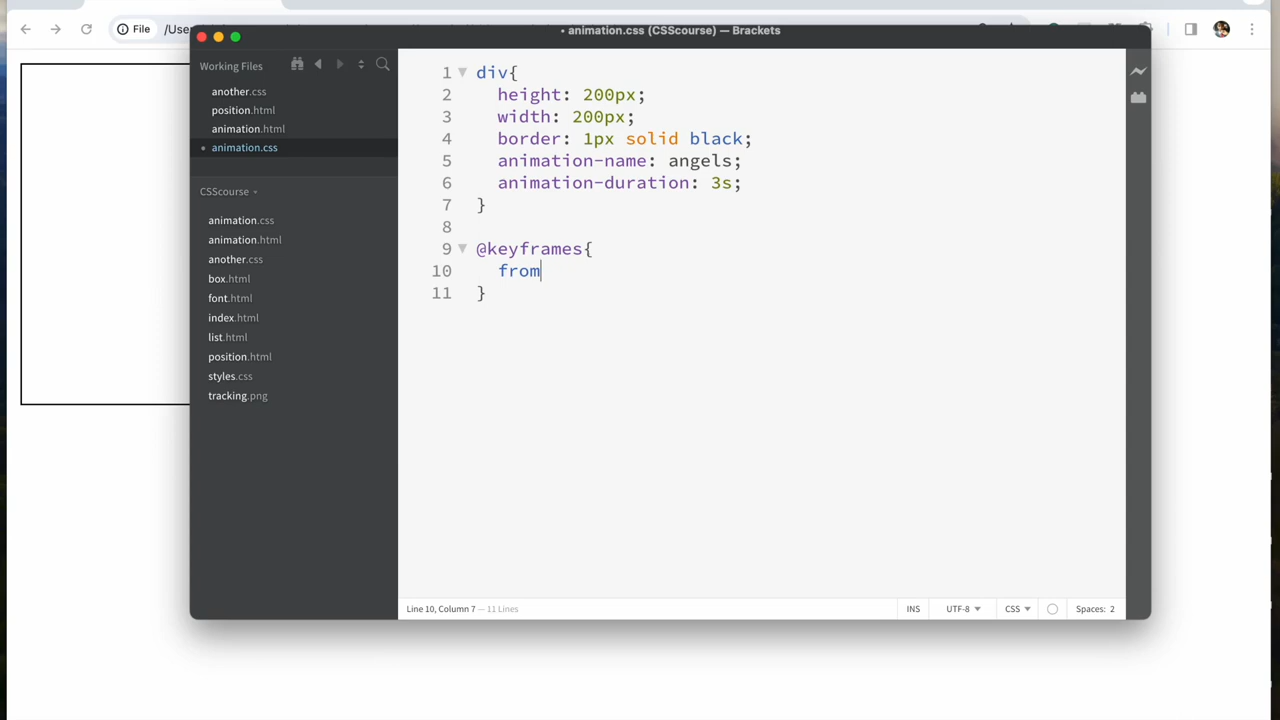 File
/Use
• animation.css (CSScourse) — Brackets
Working Files
another.css
position.html
animation.html
• animation.css
CSScourse
animation.css
animation.html
another.css
box.html
font.html
index.html
list.html
position.html
styles.css
tracking.png
1 div{
2 height: 200px;
3 width: 200px;
4 border: 1px solid black;
5 animation-name: angels;
6 animation-duration: 3s;
7 }
8
9 @keyframes{
10 from
11 }
Line 10, Column 7 — 11 Lines
INS
UTF-8
CSS
Spaces: 2